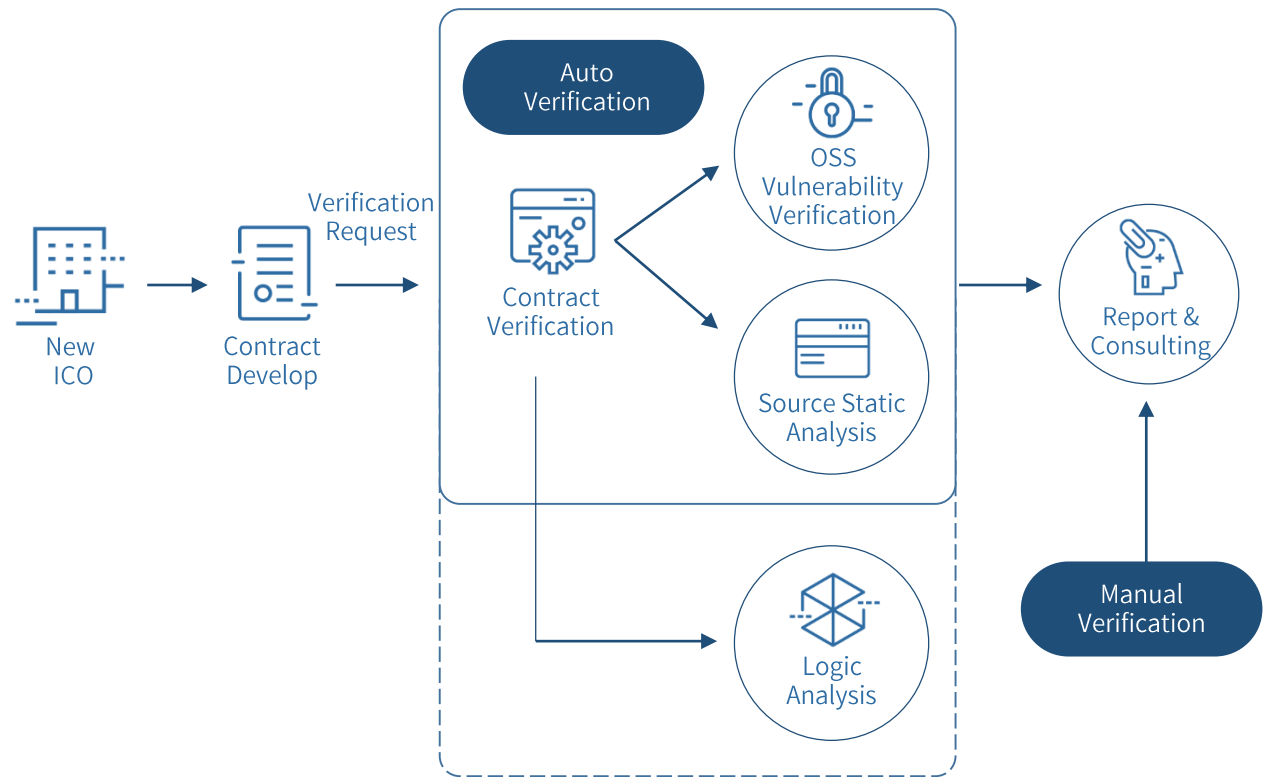 New
ICO
Contract
Develop
Verification
Request
Auto
Verification
Contract
Verification
OSS
Vulnerability
Verification
Source Static
Analysis
Logic
Analysis
Report &
Consulting
Manual
Verification